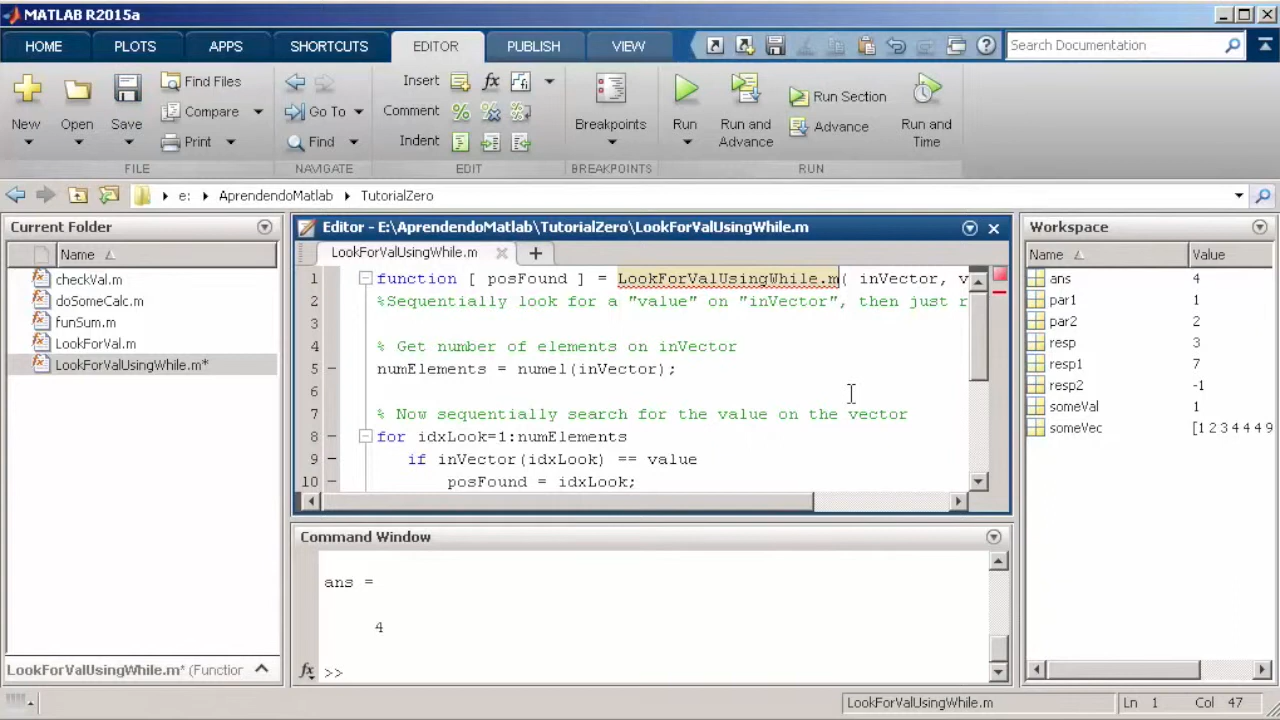 MATLAB R2015a
HOME PLOTS APPS SHORTCUTS EDITOR PUBLISH VIEW
Search Documentation
New
Open
Save
Find Files
Compare
Print
FILE
Go To
Find
NAVIGATE
Insert
Comment
Indent
EDIT
Breakpoints
BREAKPOINTS
Run
Run and Advance
Run Section
Advance
Run and Time
RUN
e: AprendendoMatlab TutorialZero
Current Folder
Name
checkVal.m
doSomeCalc.m
funSum.m
LookForVal.m
LookForValUsingWhile.m*
LookForValUsingWhile.m* (Function
Editor - E:\AprendendoMatlab\TutorialZero\LookForValUsingWhile.m
LookForValUsingWhile.m
1 function [ posFound ] = LookForValUsingWhile.m( inVector, v
2 %Sequentially look for a "value" on "inVector", then just r
3
4 % Get number of elements on inVector
5 numElements = numel(inVector);
6
7 % Now sequentially search for the value on the vector
8 for idxLook=1:numElements
9 if inVector(idxLook) == value
10 posFound = idxLook;
Command Window
ans =
4
fx >>
Workspace
Name Value
ans 4
par1 1
par2 2
resp 3
resp1 7
resp2 -1
someVal 1
someVec [1 2 3 4 4 4 9
LookForValUsingWhile.m
Ln 1 Col 47